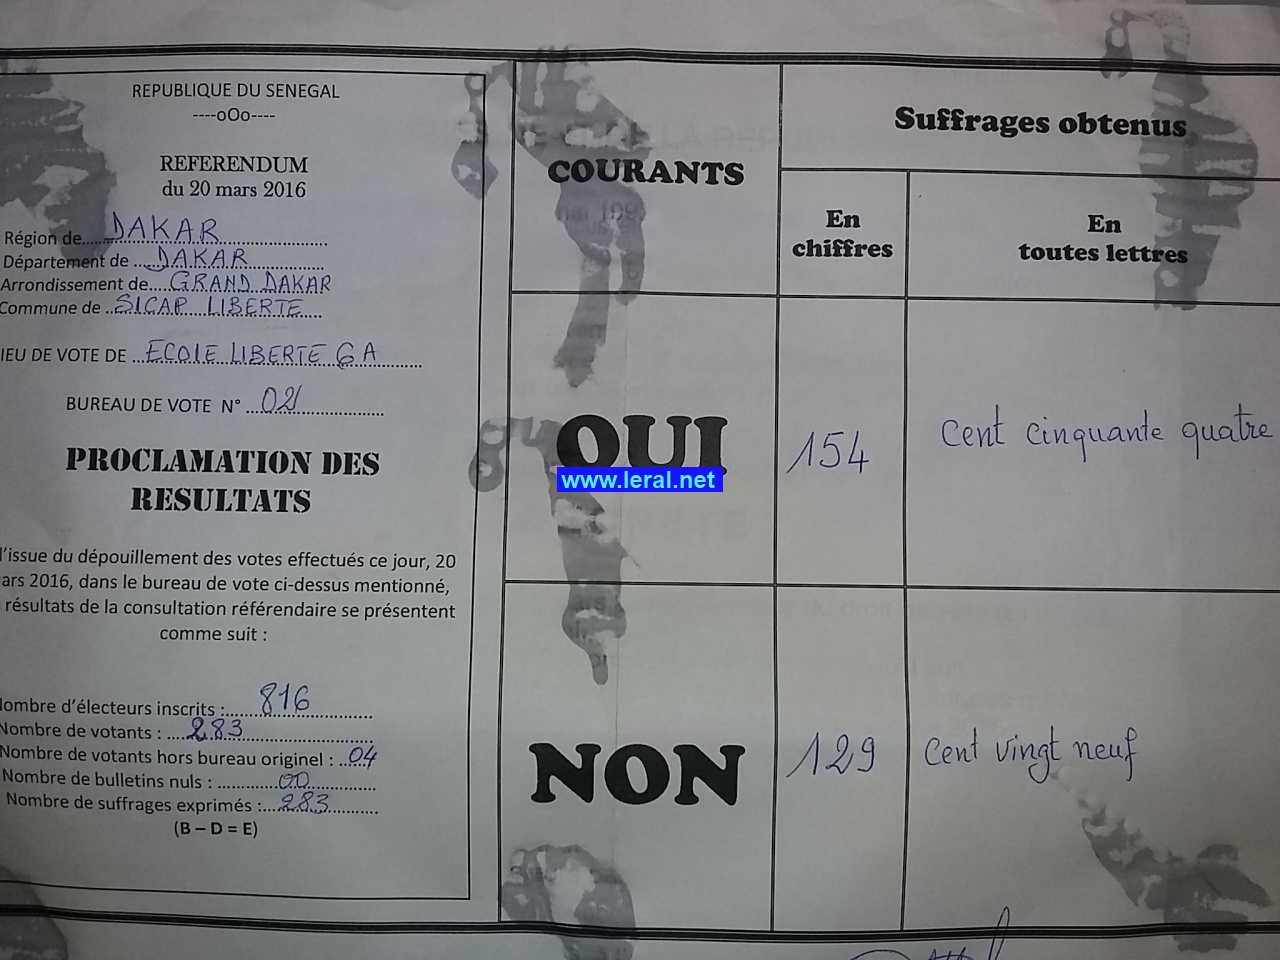 REPUBLIQUE DU SENEGAL
----oOo----
REFERENDUM
du 20 mars 2016
Région de....DAKAR
Département de ....DAKAR
Arrondissement de....GRAND DAKAR
Commune de ..SICAP LIBERTE
IEU DE VOTE DE ...ECOLE LIBERTE 6 A
BUREAU DE VOTE N° ...02
PROCLAMATION DES
RESULTATS
l'issue du dépouillement des votes effectués ce jour, 20
ars 2016, dans le bureau de vote ci-dessus mentionné,
résultats de la consultation référendaire se présentent
comme suit :
Nombre d'électeurs inscrits :..816
Nombre de votants : ....283
Nombre de votants hors bureau originel : ..04
Nombre de bulletins nuls : ....00
Nombre de suffrages exprimés :...283
(B – D = E)
COURANTS
Suffrages obtenus
En
chiffres
En
toutes lettres
OUI
154
Cent cinquante quatre
www.leral.net
NON
129
Cent vingt neuf